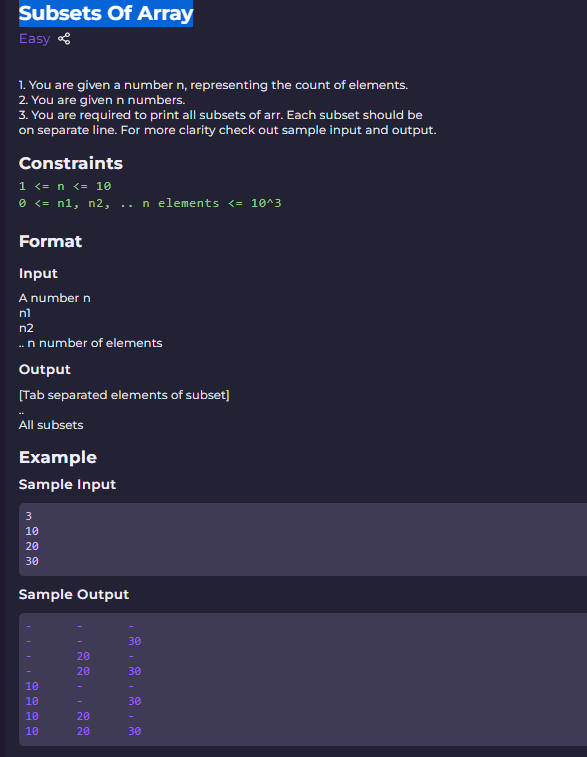 Subsets Of Array
Easy
1. You are given a number n, representing the count of elements.
2. You are given n numbers.
3. You are required to print all subsets of arr. Each subset should be
on separate line. For more clarity check out sample input and output.
Constraints
1 <= n <= 10
0 <= n1, n2, .. n elements <= 10^3
Format
Input
A number n
n1
n2
.. n number of elements
Output
[Tab separated elements of subset]
..
All subsets
Example
Sample Input
3
10
20
30
Sample Output
- - -
- - 30
- 20 -
- 20 30
10 - -
10 - 30
10 20 -
10 20 30